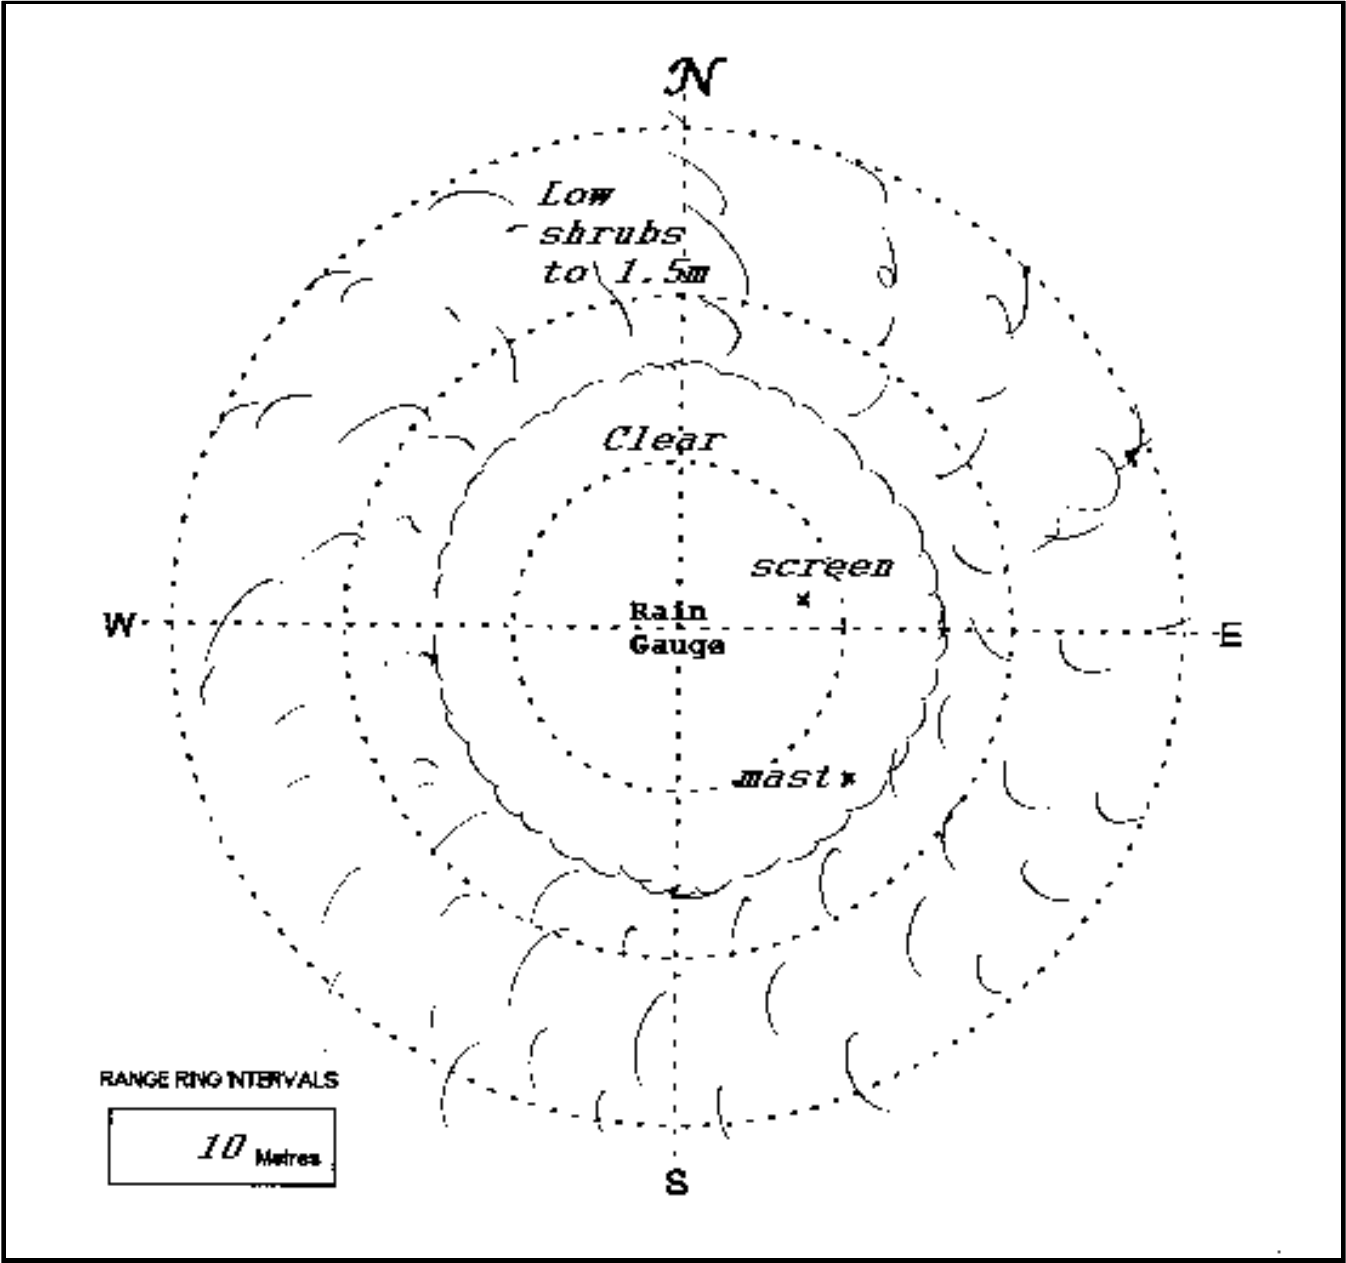 N
Low
shrubs
to 1.5m
Clear
screen
Rain
W
E
Gauge
mast
RANGE RING INTERVALS
10 Metres
S